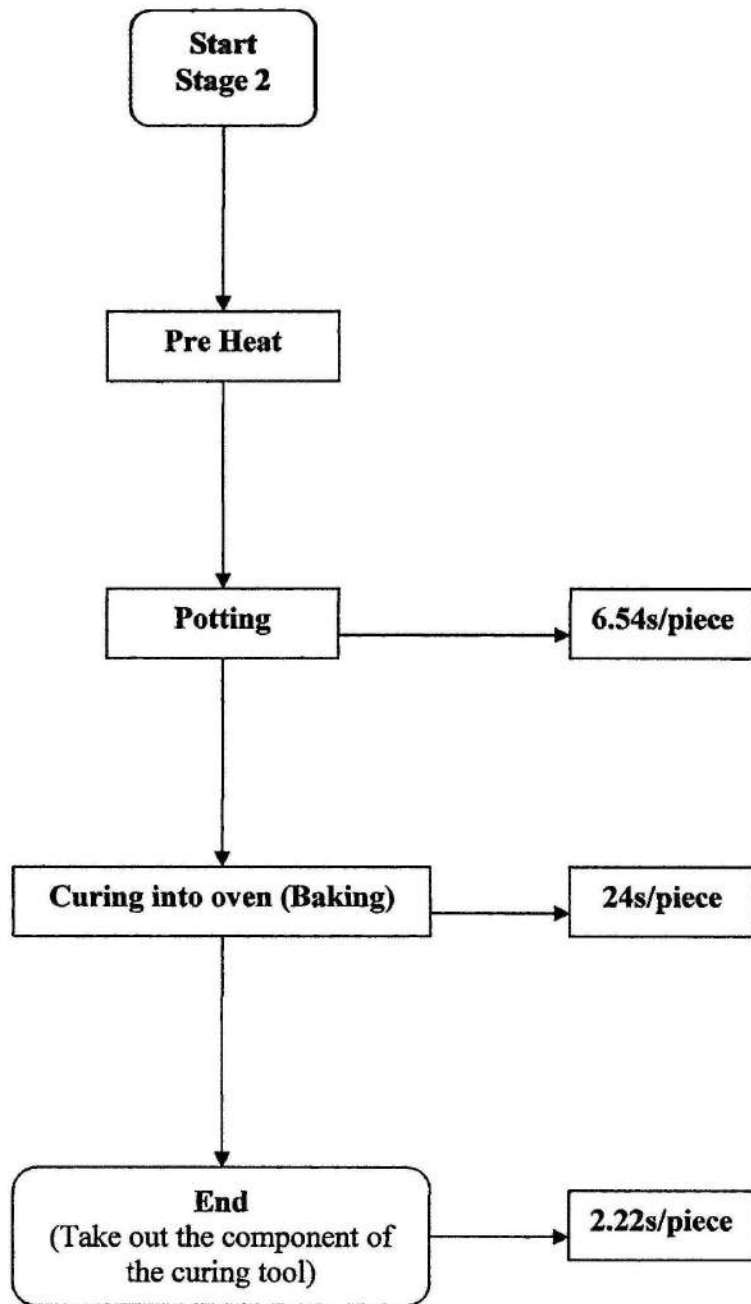 Start
Stage 2
Pre Heat
Potting
6.54s/piece
Curing into oven (Baking)
24s/piece
End
(Take out the component of
the curing tool)
2.22s/piece